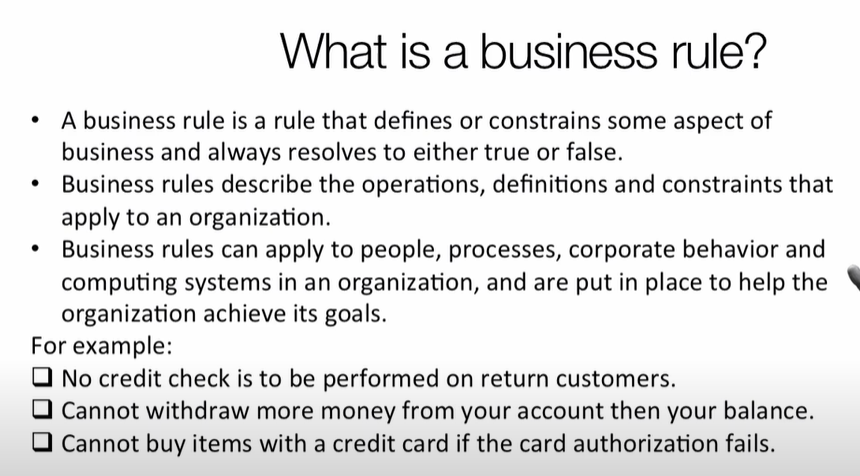 What is a business rule?
• A business rule is a rule that defines or constrains some aspect of
business and always resolves to either true or false.
• Business rules describe the operations, definitions and constraints that
apply to an organization.
• Business rules can apply to people, processes, corporate behavior and
computing systems in an organization, and are put in place to help the
organization achieve its goals.
For example:
❑ No credit check is to be performed on return customers.
❑ Cannot withdraw more money from your account then your balance.
❑ Cannot buy items with a credit card if the card authorization fails.